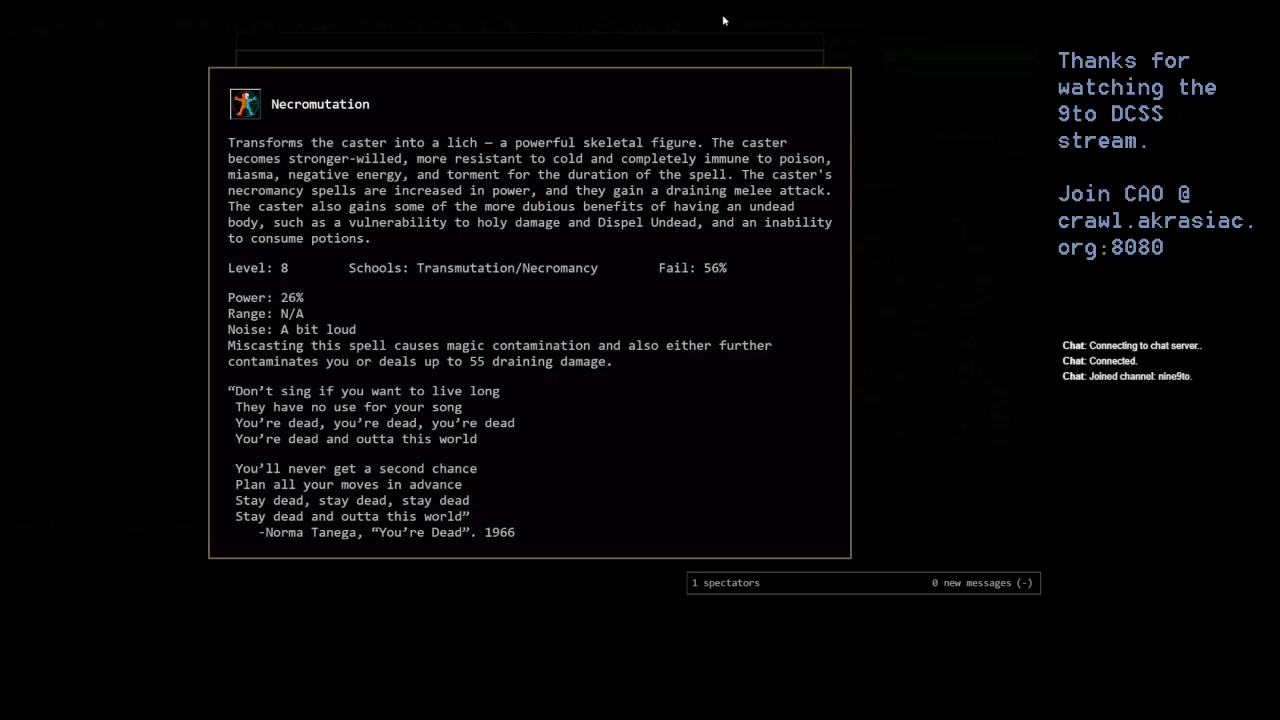 Necromutation
Transforms the caster into a lich — a powerful skeletal figure. The caster
becomes stronger-willed, more resistant to cold and completely immune to poison,
miasma, negative energy, and torment for the duration of the spell. The caster's
necromancy spells are increased in power, and they gain a draining melee attack.
The caster also gains some of the more dubious benefits of having an undead
body, such as a vulnerability to holy damage and Dispel Undead, and an inability
to consume potions.
Level: 8 Schools: Transmutation/Necromancy Fail: 56%
Power: 26%
Range: N/A
Noise: A bit loud
Miscasting this spell causes magic contamination and also either further
contaminates you or deals up to 55 draining damage.
“Don’t sing if you want to live long
They have no use for your song
You’re dead, you’re dead, you’re dead
You’re dead and outta this world
You’ll never get a second chance
Plan all your moves in advance
Stay dead, stay dead, stay dead
Stay dead and outta this world”
-Norma Tanega, “You’re Dead”. 1966
1 spectators 0 new messages (-)
Thanks for
watching the
9to DCSS
stream.
Join CAO @
crawl.akrasiac.
org:8080
Chat: Connecting to chat server..
Chat: Connected.
Chat: Joined channel: nine9to.